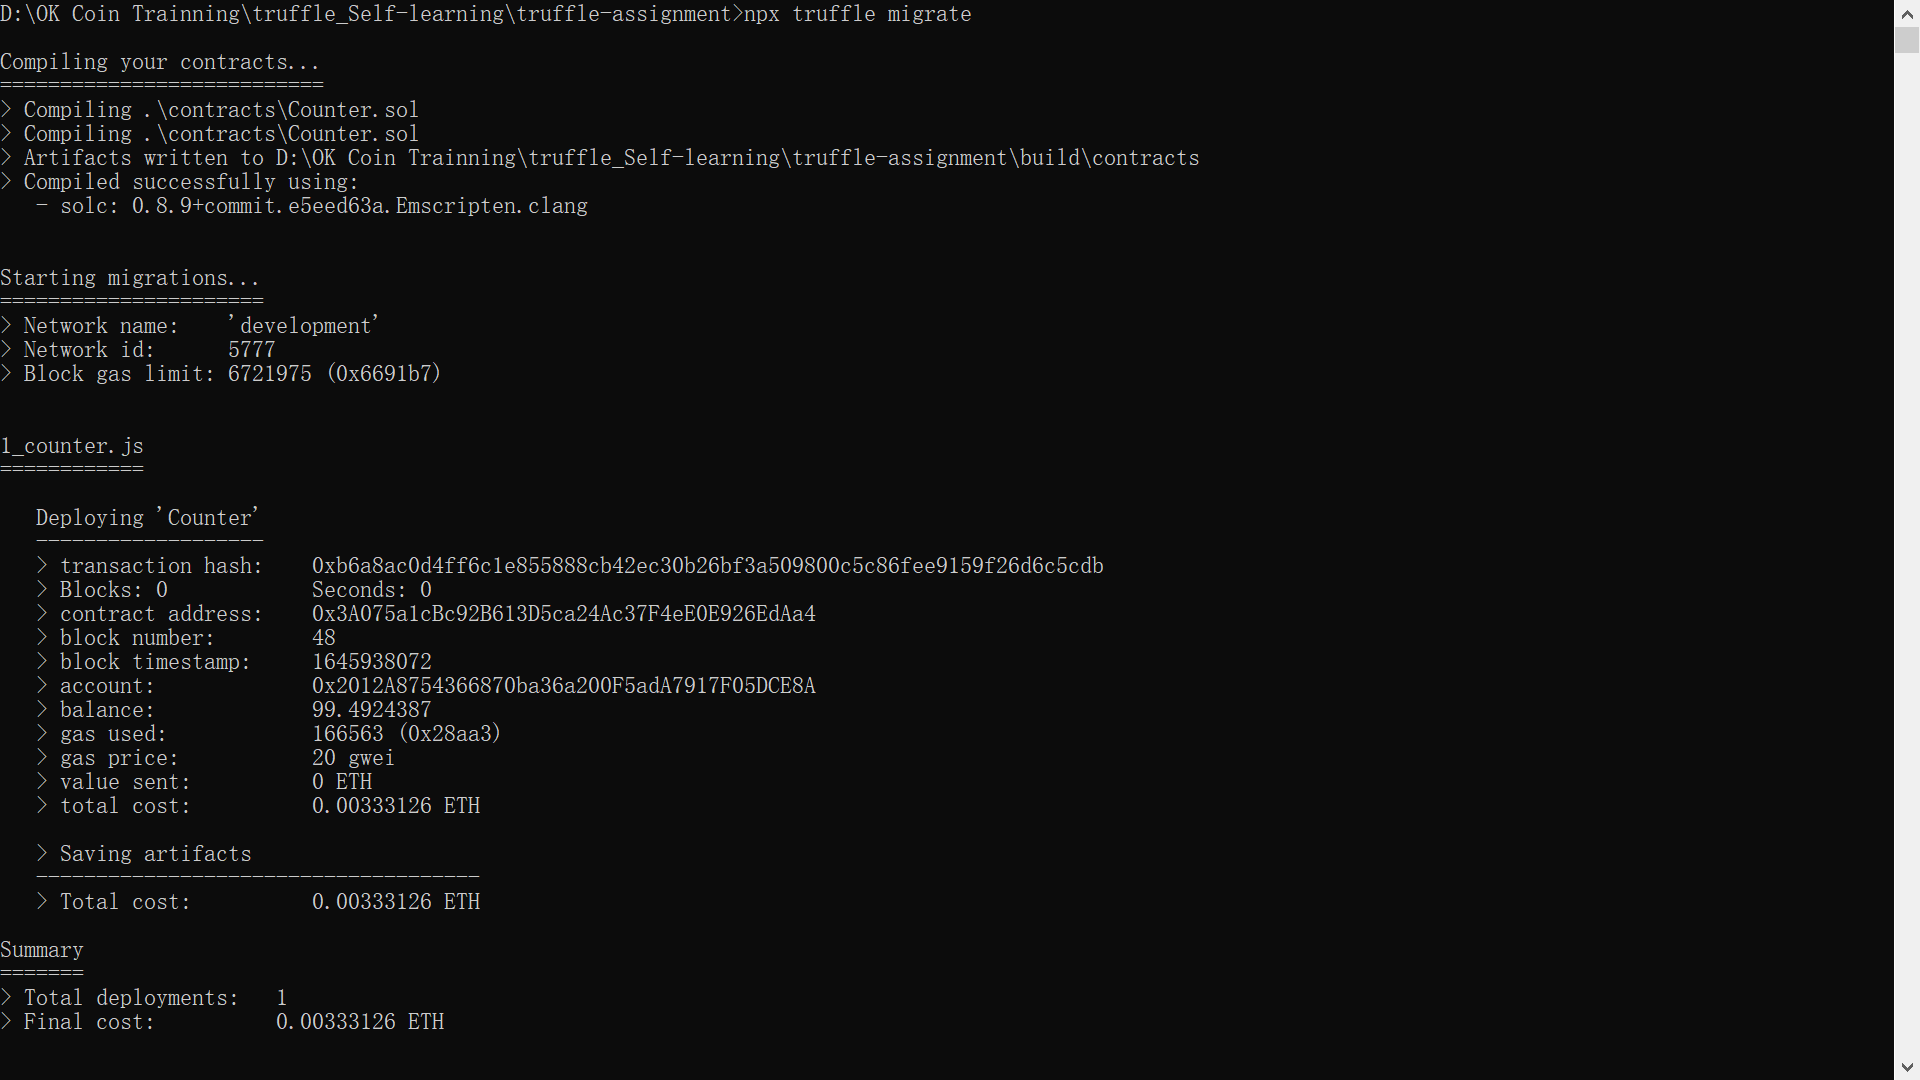 D:\OK Coin Trainning\truffle_Self-learning\truffle-assignment>npx truffle migrate
Compiling your contracts...
===========================
> Compiling .\contracts\Counter.sol
> Compiling .\contracts\Counter.sol
> Artifacts written to D:\OK Coin Trainning\truffle_Self-learning\truffle-assignment\build\contracts
> Compiled successfully using:
   - solc: 0.8.9+commit.e5eed63a.Emscripten.clang
Starting migrations...
======================
> Network name:    'development'
> Network id:      5777
> Block gas limit: 6721975 (0x6691b7)
1_counter.js
============
   Deploying 'Counter'
   -------------------
   > transaction hash:    0xb6a8ac0d4ff6c1e855888cb42ec30b26bf3a509800c5c86fee9159f26d6c5cdb
   > Blocks: 0            Seconds: 0
   > contract address:    0x3A075a1cBc92B613D5ca24Ac37F4eE0E926EdAa4
   > block number:        48
   > block timestamp:     1645938072
   > account:             0x2012A8754366870ba36a200F5adA7917F05DCE8A
   > balance:             99.4924387
   > gas used:            166563 (0x28aa3)
   > gas price:           20 gwei
   > value sent:          0 ETH
   > total cost:          0.00333126 ETH
   > Saving artifacts
   -------------------------------------
   > Total cost:          0.00333126 ETH
Summary
=======
> Total deployments:   1
> Final cost:          0.00333126 ETH